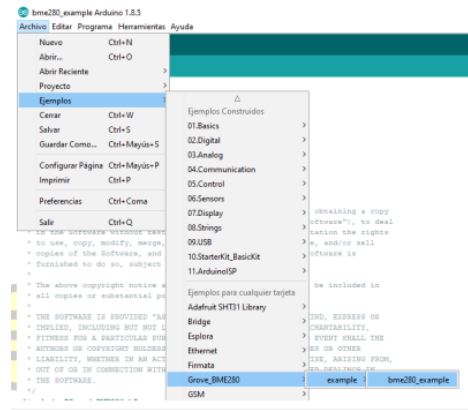 bme280_example Arduino 1.8.5
Archivo Editar Programa Herramientas Ayuda
Nuevo Ctrl+N
Abrir... Ctrl+O
Abrir Reciente
Proyecto
Ejemplos
Cerrar Ctrl+W
Salvar Ctrl+S
Guardar Como... Ctrl+Mayús+S
Configurar Página Ctrl+Mayús+P
Imprimir Ctrl+P
Preferencias Ctrl+Coma
Salir Ctrl+Q
Ejemplos Construidos
01.Basics
02.Digital
03.Analog
04.Communication
05.Control
06.Sensors
07.Display
08.Strings
09.USB
10.StarterKit_BasicKit
11.ArduinoISP
Ejemplos para cualquier tarjeta
Adafruit SHT31 Library
Bridge
Esplora
Ethernet
Firmata
Grove_BME280
GSM
example
bme280_example
obtaining a copy
oftware"), to deal
* in the Software without rest tation the rights
* to use, copy, modify, merge, e, and/or sell
* copies of the Software, and oftware is
* furnished to do so, subject
*
* The above copyright notice a be included in
* all copies or substantial po
*
* THE SOFTWARE IS PROVIDED "AS IND, EXPRESS OR
* IMPLIED, INCLUDING BUT NOT L CHANTABILITY,
* FITNESS FOR A PARTICULAR PUR EVENT SHALL THE
* AUTHORS OR COPYRIGHT HOLDERS ES OR OTHER
* LIABILITY, WHETHER IN AN ACT ISE, ARISING FROM,
* OUT OF OR IN CONNECTION WITH
* THE SOFTWARE.
*/